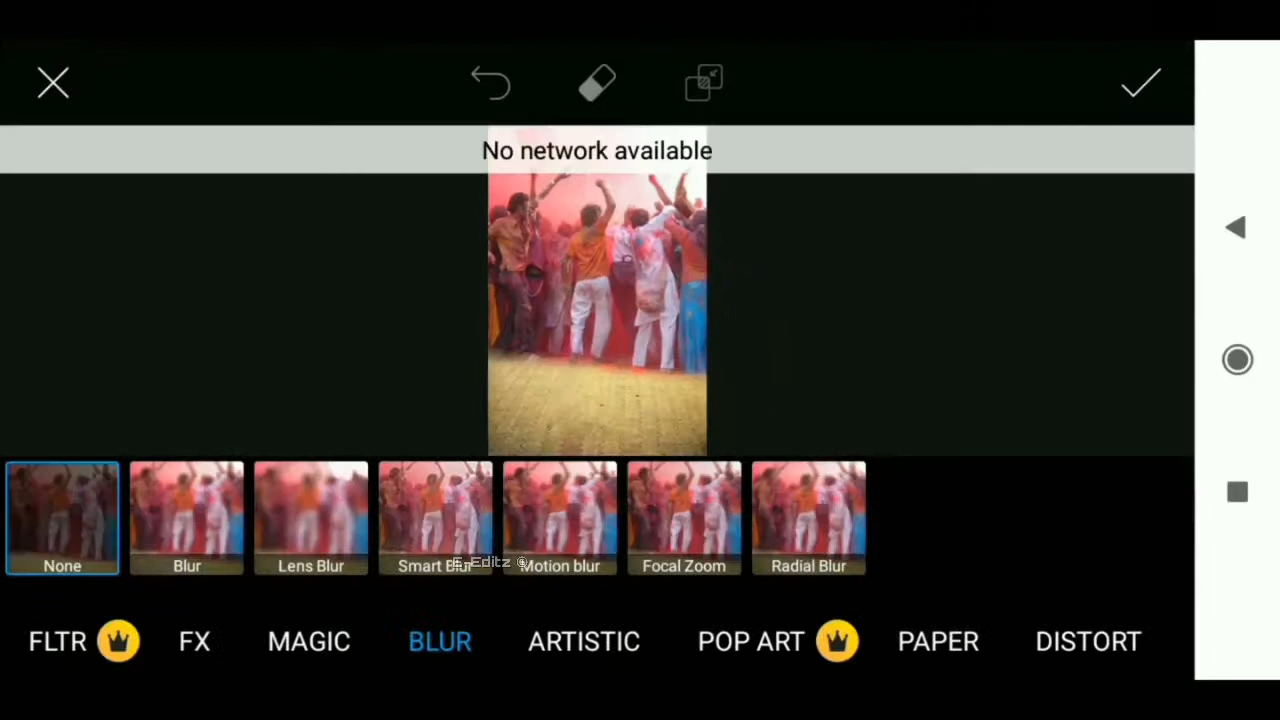 No network available
None
Blur
Lens Blur
Smart Blur
Motion blur
Focal Zoom
Radial Blur
E-Editz ©
FLTR
FX
MAGIC
BLUR
ARTISTIC
POP ART
PAPER
DISTORT